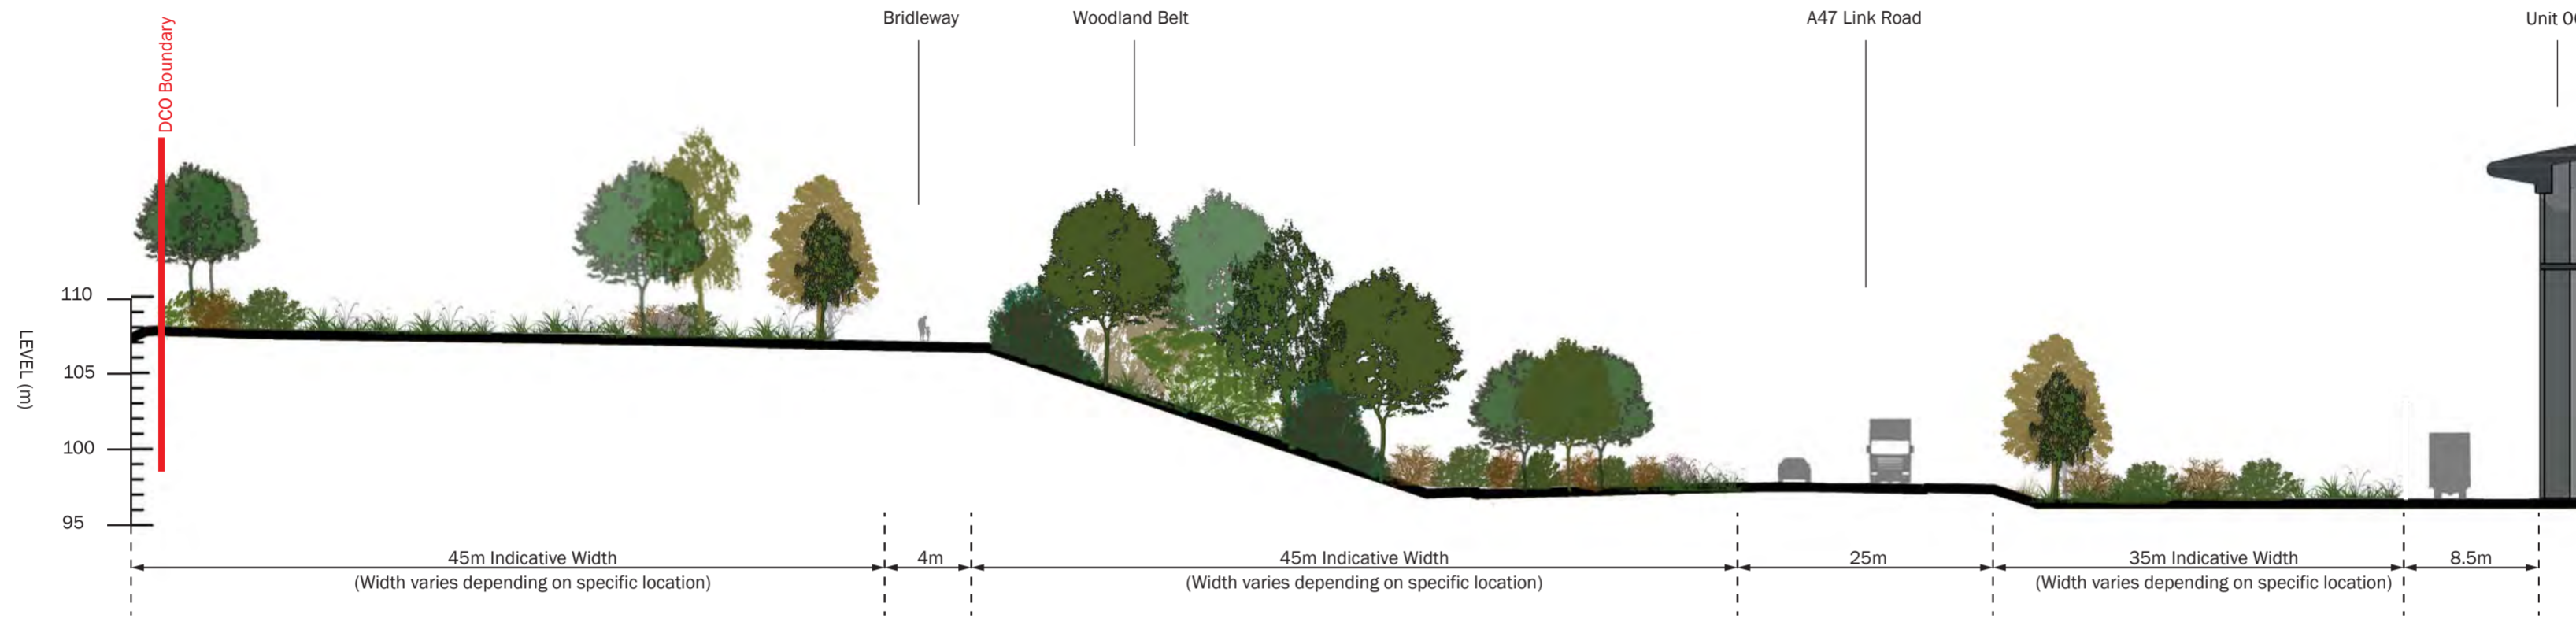 DCO Boundary
Bridleway
Woodland Belt
A47 Link Road
Unit
LEVEL (m)
110
105
100
95
45m Indicative Width
(Width varies depending on specific location)
4m
45m Indicative Width
(Width varies depending on specific location)
25m
35m Indicative Width
(Width varies depending on specific location)
8.5m